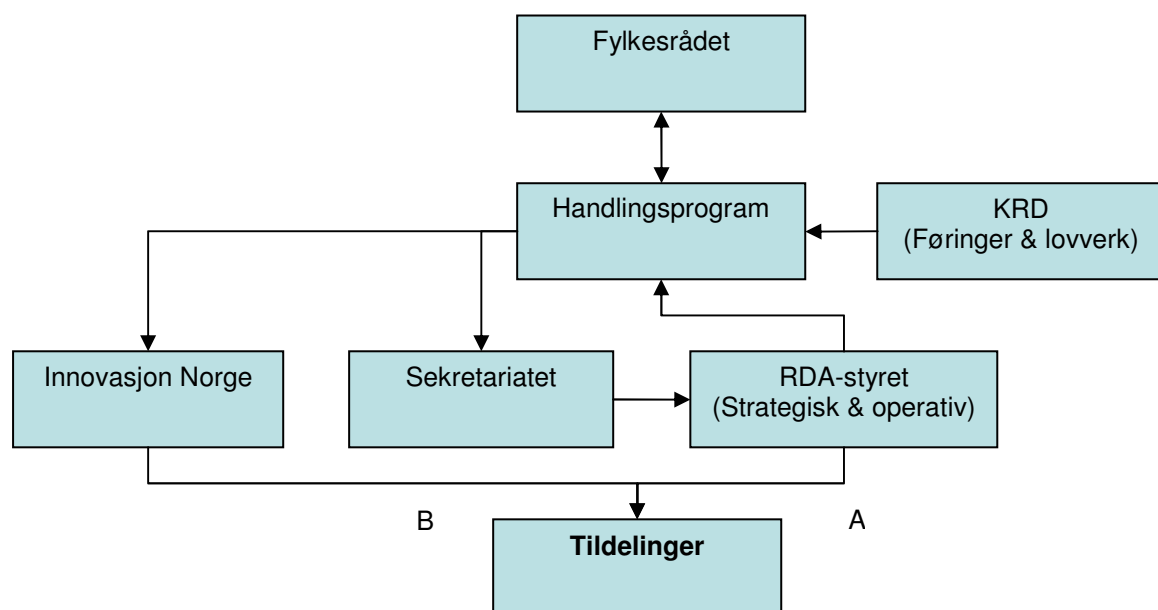 Fylkesrådet
Handlingsprogram
KRD
(Føringer & lovverk)
Innovasjon Norge
Sekretariatet
RDA-styret
(Strategisk & operativ)
B
A
Tildelinger